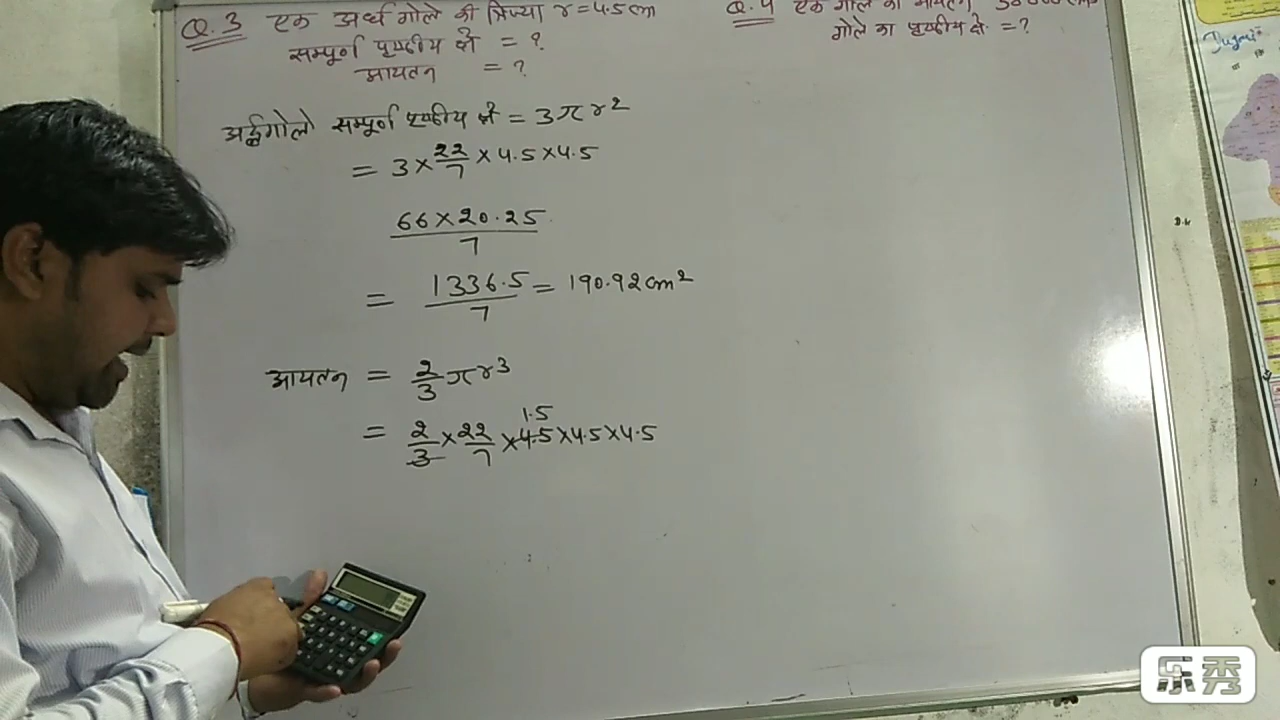 Q.3 एक अर्ध गोले की त्रिज्या r=4.5cm
सम्पूर्ण पृष्ठीय क्षे = ?
आयतन = ?
Q.4 एक गोले का आयतन
गोले का पृष्ठीय क्षे = ?
अर्द्धगोले सम्पूर्ण पृष्ठीय क्षे = 3πr²
= 3 × 22/7 × 4.5 × 4.5
66 × 20.25 / 7
= 1336.5 / 7 = 190.92 cm²
आयतन = 2/3 πr³
1.5
= 2/3 × 22/7 × 4.5 × 4.5 × 4.5
乐秀